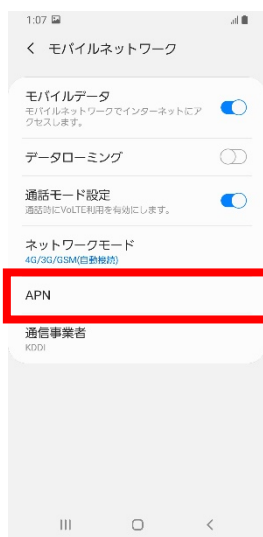 1:07
モバイルネットワーク
モバイルデータ
モバイルネットワークでインターネットにア
クセスします。
データローミング
通話モード設定
通話時にVoLTE利用を有効にします。
ネットワークモード
4G/3G/GSM(自動接続)
APN
通信事業者
KDDI